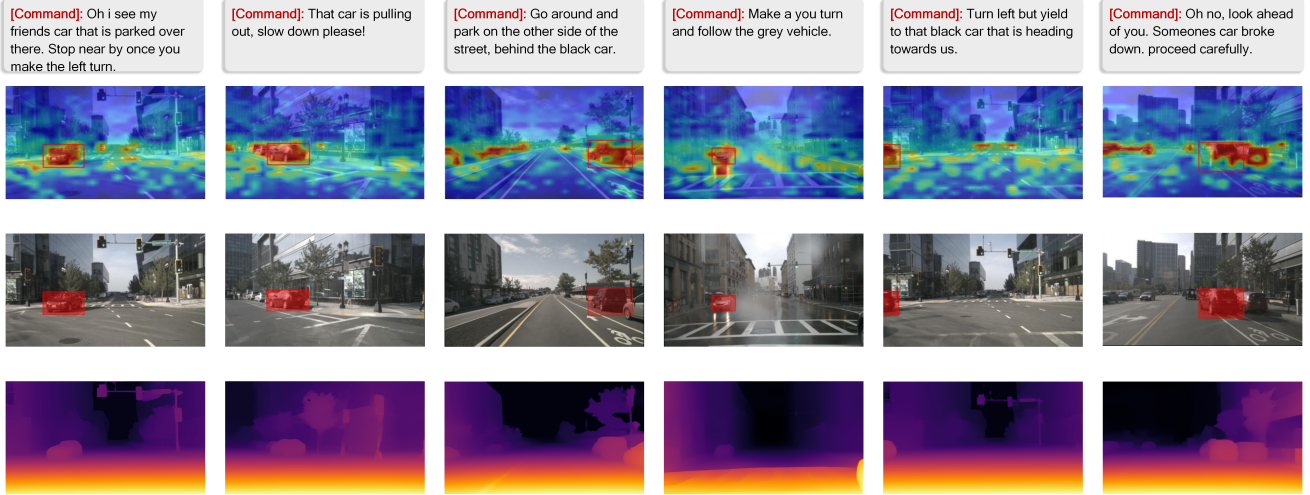 [Command]: Oh i see my
friends car that is parked over
there. Stop near by once you
make the left turn.
[Command]: That car is pulling
out, slow down please!
[Command]: Go around and
park on the other side of the
street, behind the black car.
[Command]: Make a you turn
and follow the grey vehicle.
[Command]: Turn left but yield
to that black car that is heading
towards us.
[Command]: Oh no, look ahead
of you. Someones car broke
down. proceed carefully.